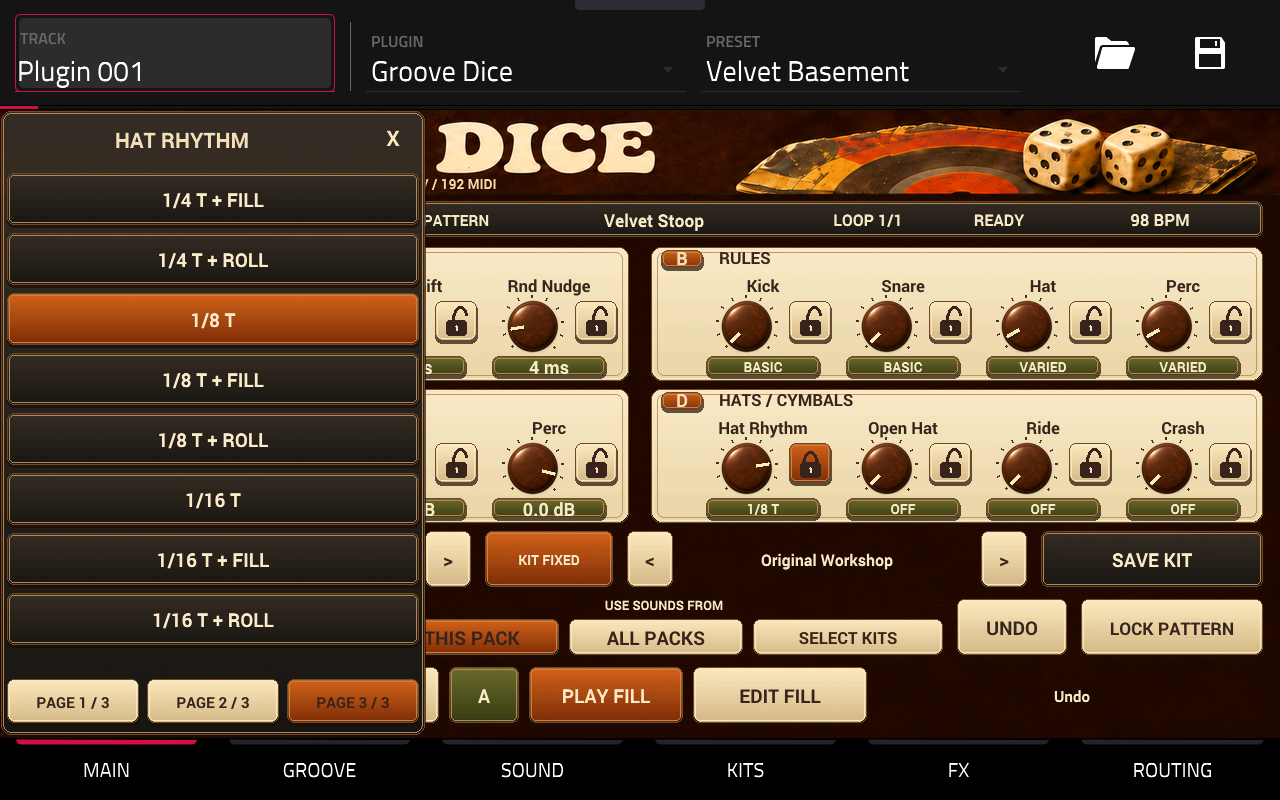 TRACK
Plugin 001
PLUGIN
Groove Dice
PRESET
Velvet Basement
HAT RHYTHM
X
1/4 T + FILL
1/4 T + ROLL
1/8 T
1/8 T + FILL
1/8 T + ROLL
1/16 T
1/16 T + FILL
1/16 T + ROLL
PAGE 1 / 3
PAGE 2 / 3
PAGE 3 / 3
DICE
/ 192 MIDI
PATTERN
Velvet Stoop
LOOP 1/1
READY
98 BPM
ift
Rnd Nudge
s
4 ms
B
RULES
Kick
Snare
Hat
Perc
BASIC
BASIC
VARIED
VARIED
Perc
B
0.0 dB
D
HATS / CYMBALS
Hat Rhythm
Open Hat
Ride
Crash
1/8 T
OFF
OFF
OFF
>
KIT FIXED
<
Original Workshop
>
SAVE KIT
USE SOUNDS FROM
THIS PACK
ALL PACKS
SELECT KITS
UNDO
LOCK PATTERN
A
PLAY FILL
EDIT FILL
Undo
MAIN
GROOVE
SOUND
KITS
FX
ROUTING